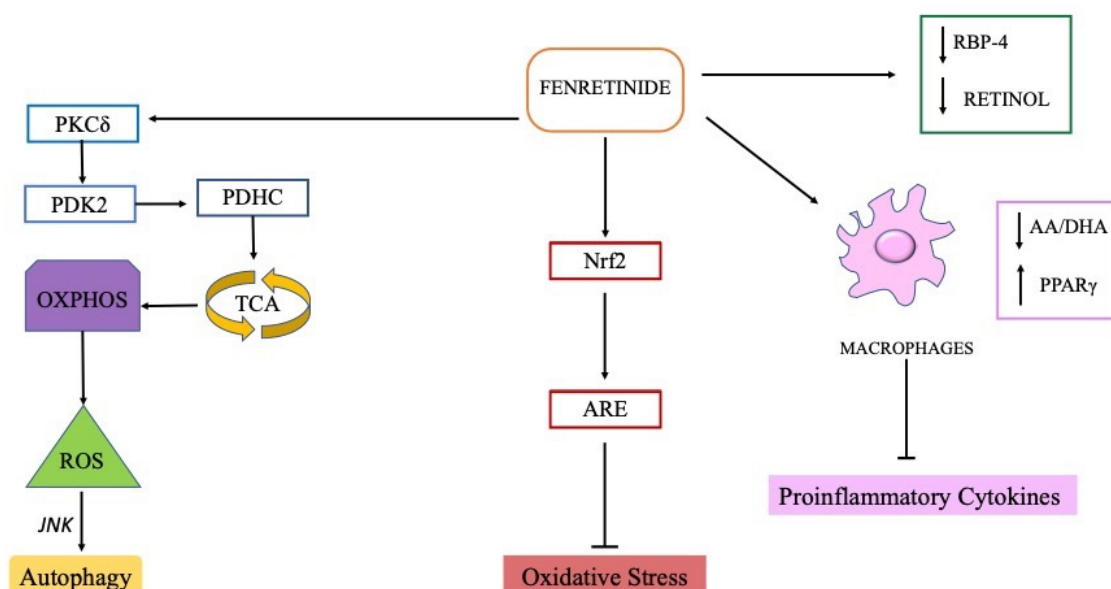 FENRETINIDE
RBP-4
RETINOL
PKCδ
PDK2
PDHC
OXPHOS
TCA
ROS
JNK
Autophagy
Nrf2
ARE
Oxidative Stress
AA/DHA
PPARγ
MACROPHAGES
Proinflammatory Cytokines